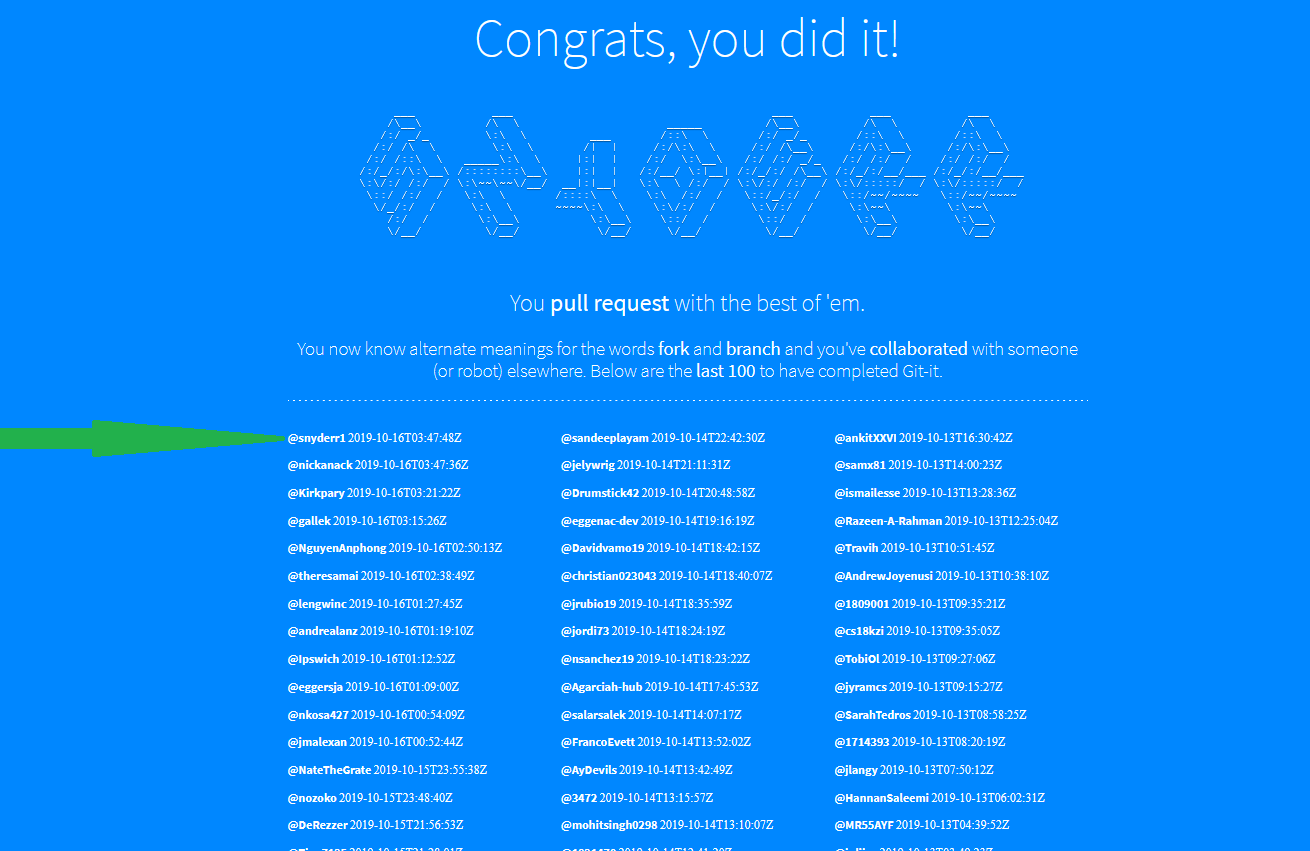 Congrats, you did it!
You pull request with the best of 'em.
You now know alternate meanings for the words fork and branch and you've collaborated with someone
(or robot) elsewhere. Below are the last 100 to have completed Git-it.
@snyderr1 2019-10-16T03:47:48Z
@nickanack 2019-10-16T03:47:36Z
@Kirkpary 2019-10-16T03:21:22Z
@gallek 2019-10-16T03:15:26Z
@NguyenAnphong 2019-10-16T02:50:13Z
@theresamai 2019-10-16T02:38:49Z
@lengwinc 2019-10-16T01:27:45Z
@andrealanz 2019-10-16T01:19:10Z
@Ipswich 2019-10-16T01:12:52Z
@eggersja 2019-10-16T01:09:00Z
@nkosa427 2019-10-16T00:54:09Z
@jmalexan 2019-10-16T00:52:44Z
@NateTheGrate 2019-10-15T23:55:38Z
@nozoko 2019-10-15T23:48:40Z
@DeRezzer 2019-10-15T21:56:53Z
@sandeeplayam 2019-10-14T22:42:30Z
@jelywrig 2019-10-14T21:11:31Z
@Drumstick42 2019-10-14T20:48:58Z
@eggenac-dev 2019-10-14T19:16:19Z
@Davidvamo19 2019-10-14T18:42:15Z
@christian023043 2019-10-14T18:40:07Z
@jrubio19 2019-10-14T18:35:59Z
@jordi73 2019-10-14T18:24:19Z
@nsanchez19 2019-10-14T18:23:22Z
@Agarciah-hub 2019-10-14T17:45:53Z
@salarsalek 2019-10-14T14:07:17Z
@FrancoEvett 2019-10-14T13:52:02Z
@AyDevils 2019-10-14T13:42:49Z
@3472 2019-10-14T13:15:57Z
@mohitsingh0298 2019-10-14T13:10:07Z
@ankitXXVI 2019-10-13T16:30:42Z
@samx81 2019-10-13T14:00:23Z
@ismailesse 2019-10-13T13:28:36Z
@Razeen-A-Rahman 2019-10-13T12:25:04Z
@Travih 2019-10-13T10:51:45Z
@AndrewJoyenusi 2019-10-13T10:38:10Z
@1809001 2019-10-13T09:35:21Z
@cs18kzi 2019-10-13T09:35:05Z
@TobiOl 2019-10-13T09:27:06Z
@jyramcs 2019-10-13T09:15:27Z
@SarahTedros 2019-10-13T08:58:25Z
@1714393 2019-10-13T08:20:19Z
@jlangy 2019-10-13T07:50:12Z
@HannanSaleemi 2019-10-13T06:02:31Z
@MR55AYF 2019-10-13T04:39:52Z